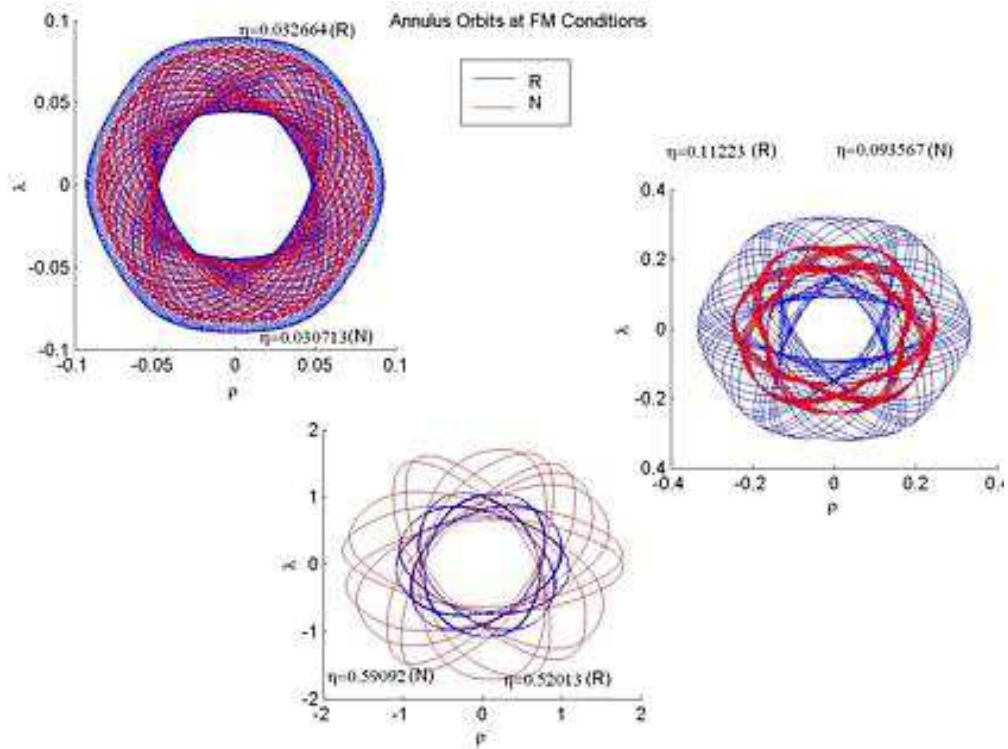 Annulus Orbits at FM Conditions
R
N
η=0.032664 (R)
η=0.030713(N)
0.1
0.05
0
-0.05
-0.1
λ
-0.1 -0.05 0 0.05 0.1
ρ
η=0.11223 (R) η=0.093567(N)
0.4
0.2
0
-0.2
0.4
λ
-0.4 -0.2 0 0.2 0.4
ρ
2
1
0
-1
-2
λ
η=0.59092 (N) η=0.52013 (R)
-2 -1 0 1 2
ρ